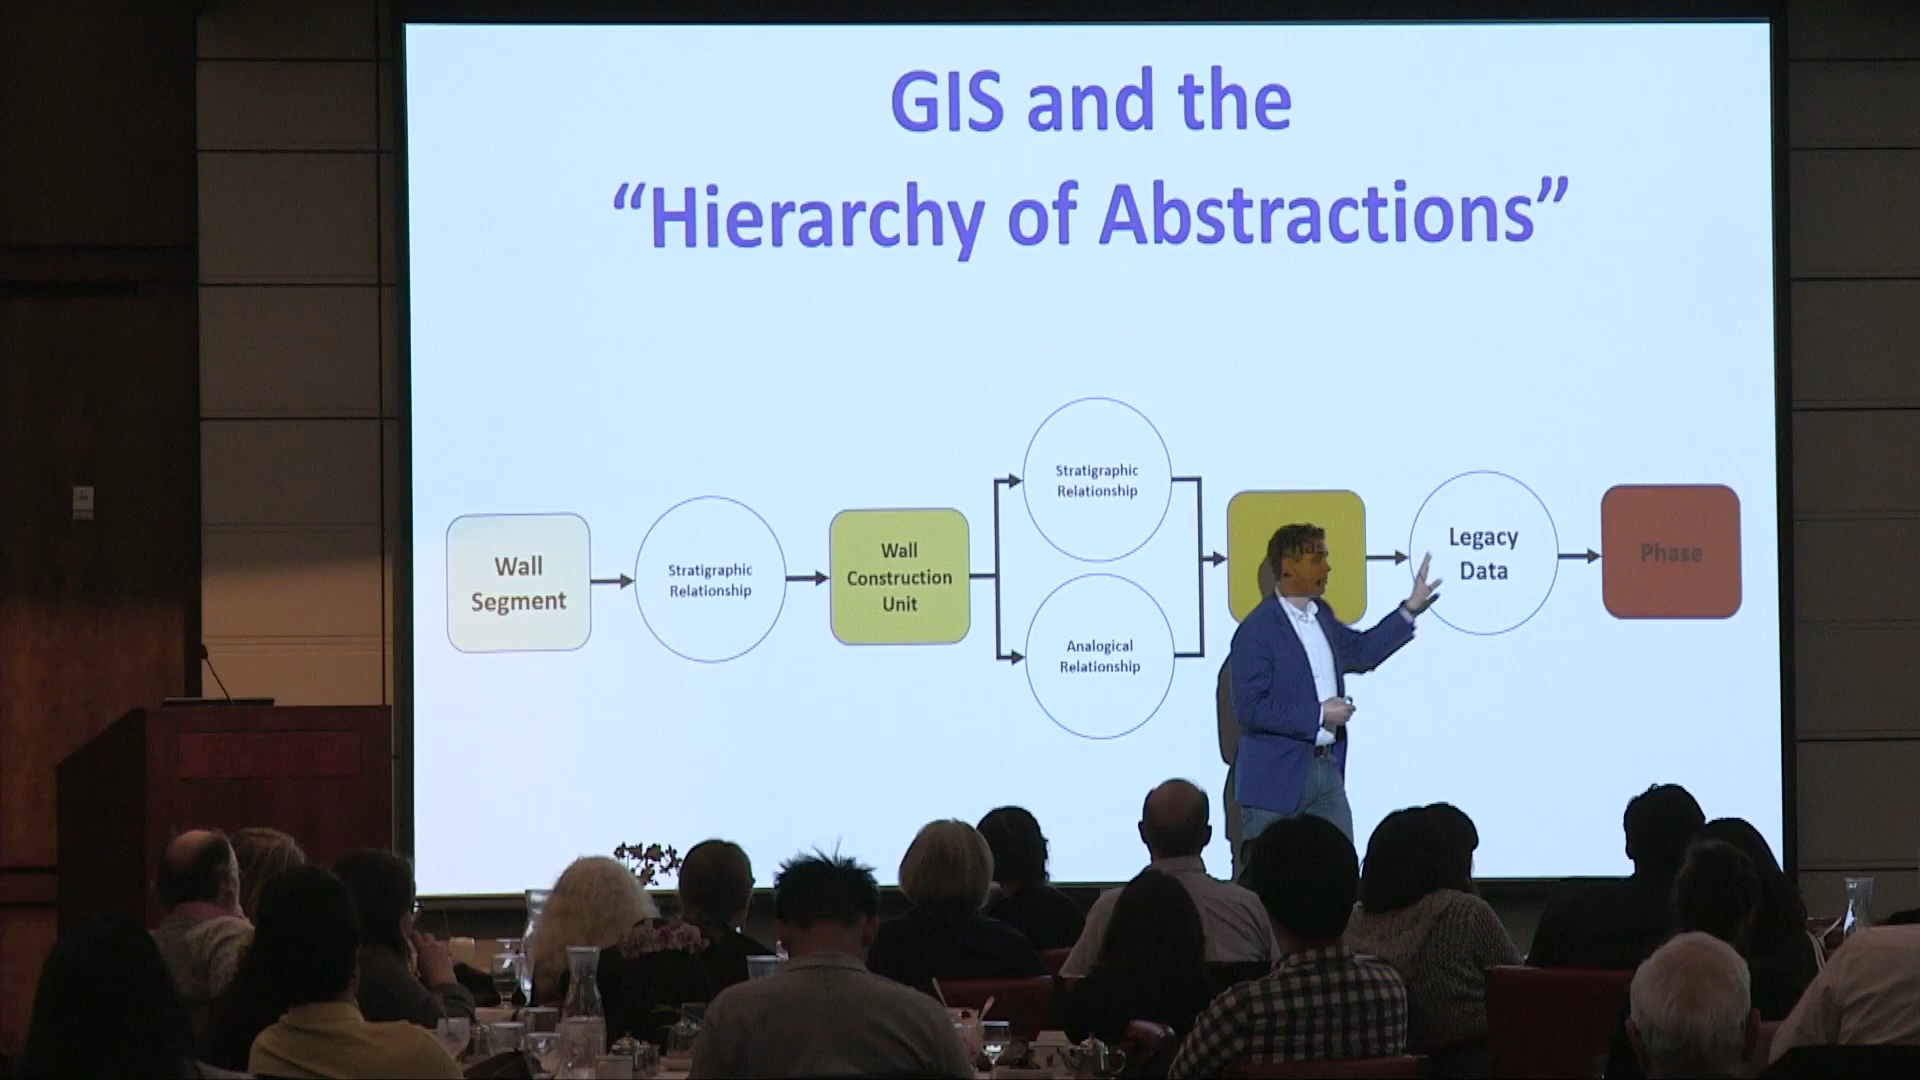 GIS and the
“Hierarchy of Abstractions”
Wall
Segment
Stratigraphic
Relationship
Wall
Construction
Unit
Stratigraphic
Relationship
Analogical
Relationship
Legacy
Data
Phase